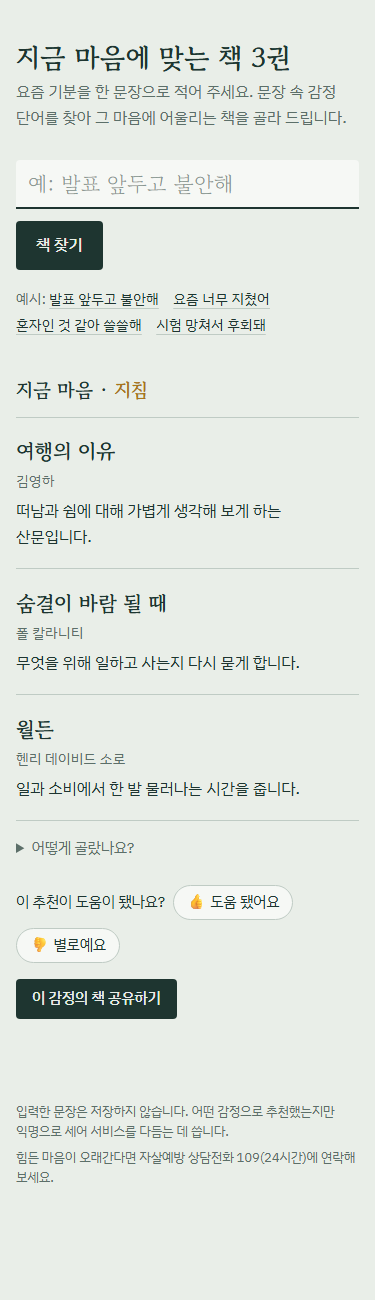 지금 마음에 맞는 책 3권
요즘 기분을 한 문장으로 적어 주세요. 문장 속 감정
단어를 찾아 그 마음에 어울리는 책을 골라 드립니다.
예: 발표 앞두고 불안해
책 찾기
예시: 발표 앞두고 불안해 요즘 너무 지쳤어
혼자인 것 같아 쓸쓸해 시험 망쳐서 후회돼
지금 마음 · 지침
여행의 이유
김영하
떠남과 쉼에 대해 가볍게 생각해 보게 하는
산문입니다.
숨결이 바람 될 때
폴 칼라니티
무엇을 위해 일하고 사는지 다시 묻게 합니다.
월든
헨리 데이비드 소로
일과 소비에서 한 발 물러나는 시간을 줍니다.
▶ 어떻게 골랐나요?
이 추천이 도움이 됐나요? 👍 도움 됐어요
👎 별로예요
이 감정의 책 공유하기
입력한 문장은 저장하지 않습니다. 어떤 감정으로 추천했는지만
익명으로 세어 서비스를 다듬는 데 씁니다.
힘든 마음이 오래간다면 자살예방 상담전화 109(24시간)에 연락해
보세요.